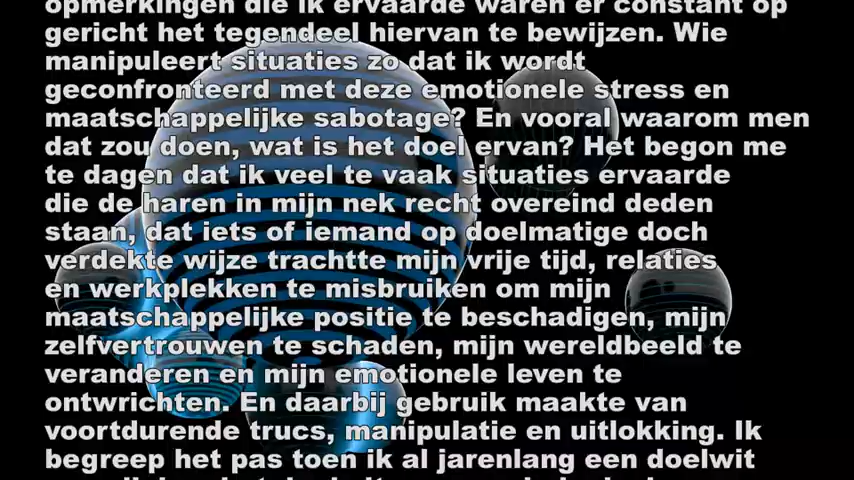 opmerkingen die ik ervaarde waren er constant op
gericht het tegendeel hiervan te bewijzen. Wie
manipuleert situaties zo dat ik wordt
geconfronteerd met deze emotionele stress en
maatschappelijke sabotage? En vooral waarom men
dat zou doen, wat is het doel ervan? Het begon me
te dagen dat ik veel te vaak situaties ervaarde
die de haren in mijn nek recht overeind deden
staan, dat iets of iemand op doelmatige doch
verdekte wijze trachtte mijn vrije tijd, relaties
en werkplekken te misbruiken om mijn
maatschappelijke positie te beschadigen, mijn
zelfvertrouwen te schaden, mijn wereldbeeld te
veranderen en mijn emotionele leven te
ontwrichten. En daarbij gebruik maakte van
voortdurende trucs, manipulatie en uitlokking. Ik
begreep het pas toen ik al jarenlang een doelwit